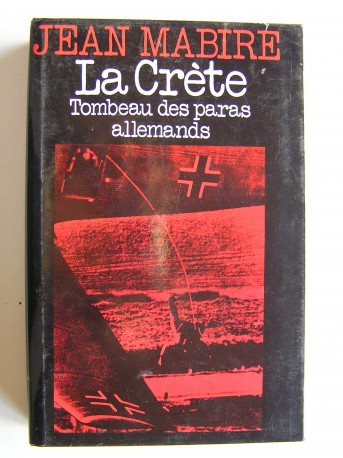 JEAN MABIRE
La Crète
Tombeau des paras
allemands